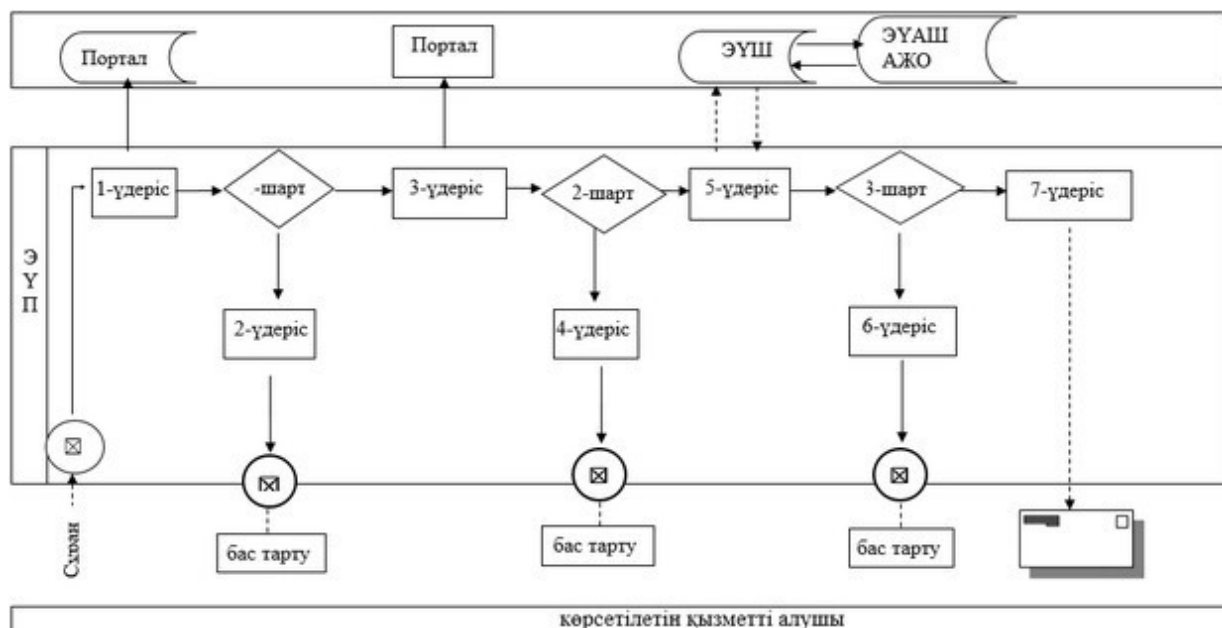 Портал
Портал
ЭҮШ
ЭҮАШ
АЖО
ЭҮП
1-үдеріс
-шарт
3-үдеріс
2-шарт
5-үдеріс
3-шарт
7-үдеріс
2-үдеріс
4-үдеріс
6-үдеріс
бас тарту
бас тарту
бас тарту
көрсетілетін қызметті алушы